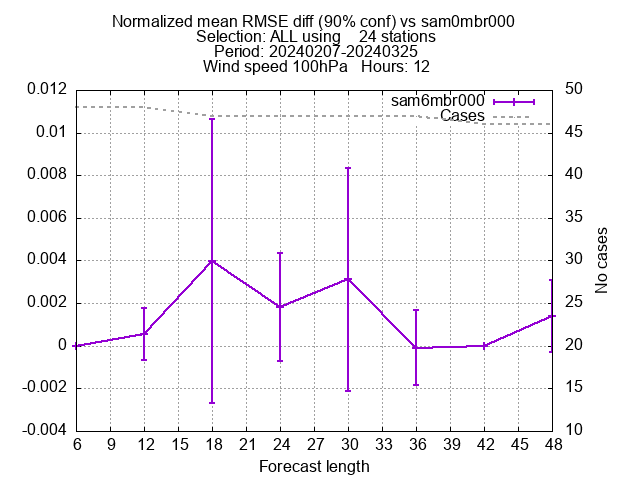 Normalized mean RMSE diff (90% conf) vs sam0mbr000
Selection: ALL using    24 stations
Period: 20240207-20240325
Wind speed 100hPa   Hours: 12
sam6mbr000
Cases
0.012
0.01
0.008
0.006
0.004
0.002
0
-0.002
-0.004
50
45
40
35
30
25
20
15
10
No cases
6 9 12 15 18 21 24 27 30 33 36 39 42 45 48
Forecast length